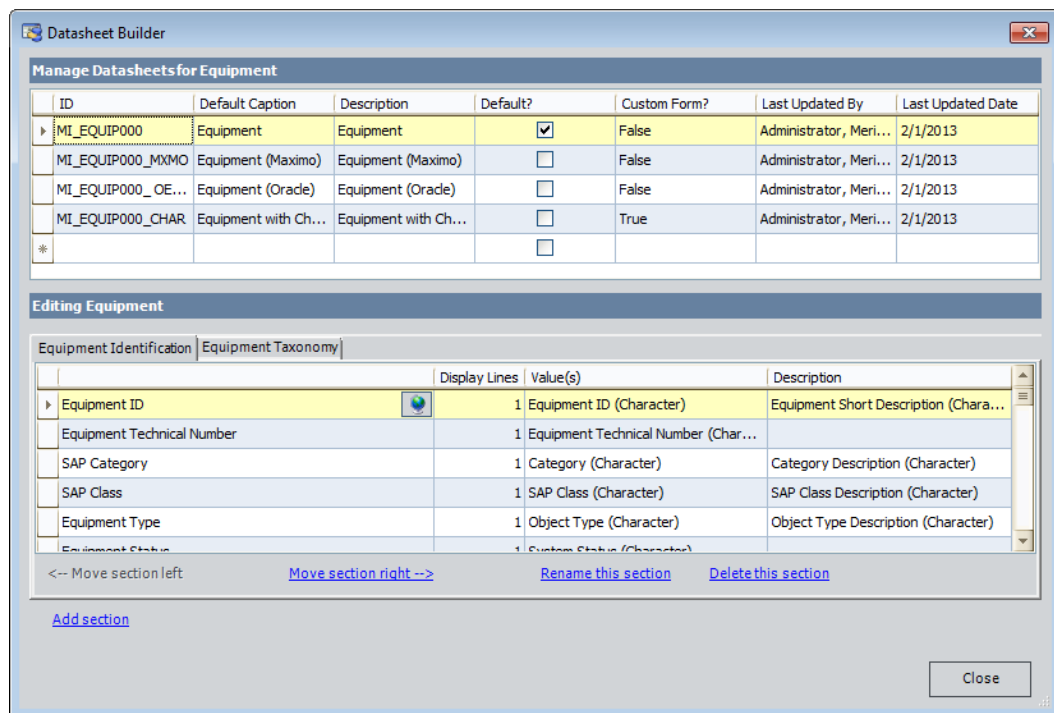 Datasheet Builder
Manage Datasheets for Equipment
ID Default Caption Description Default? Custom Form? Last Updated By Last Updated Date
MI_EQUIP000 Equipment Equipment False Administrator, Meri... 2/1/2013
MI_EQUIP000_MXMO Equipment (Maximo) Equipment (Maximo) False Administrator, Meri... 2/1/2013
MI_EQUIP000_ OE... Equipment (Oracle) Equipment (Oracle) False Administrator, Meri... 2/1/2013
MI_EQUIP000_CHAR Equipment with Ch... Equipment with Ch... True Administrator, Meri... 2/1/2013
Editing Equipment
Equipment Identification Equipment Taxonomy
Display Lines Value(s) Description
Equipment ID 1 Equipment ID (Character) Equipment Short Description (Chara...
Equipment Technical Number 1 Equipment Technical Number (Char...
SAP Category 1 Category (Character) Category Description (Character)
SAP Class 1 SAP Class (Character) SAP Class Description (Character)
Equipment Type 1 Object Type (Character) Object Type Description (Character)
Equipment Status 1 System Status (Character)
<-- Move section left Move section right --> Rename this section Delete this section
Add section
Close